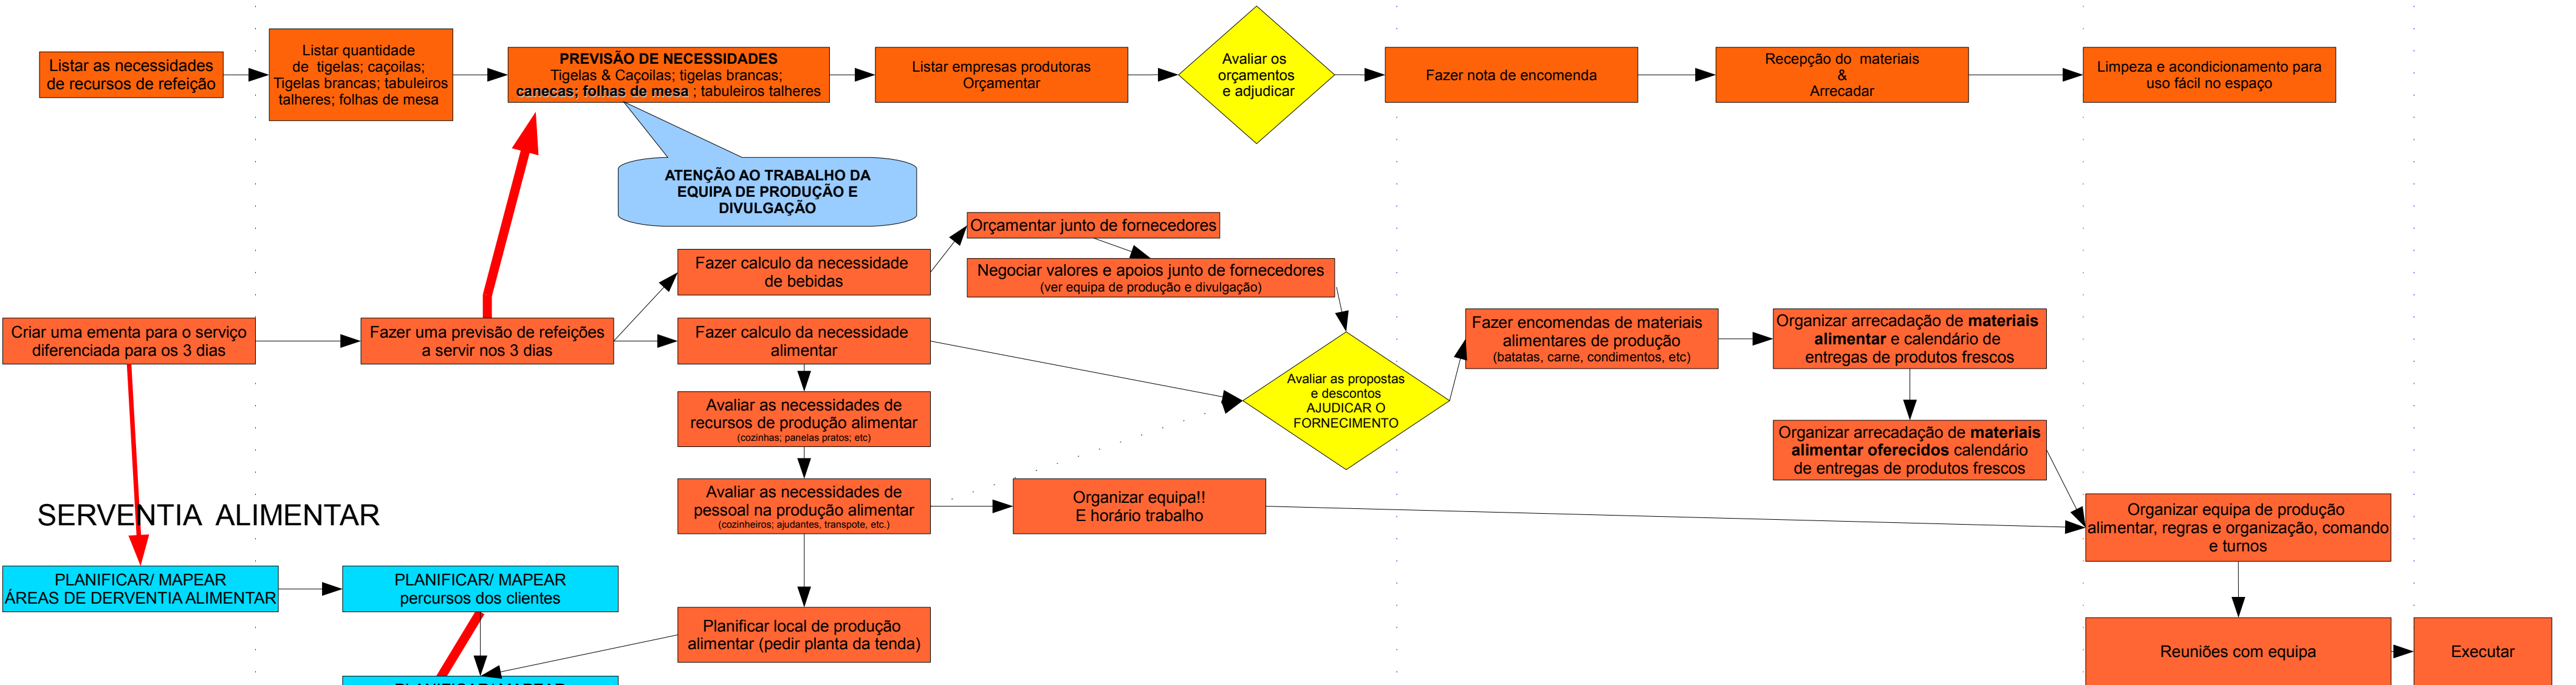 Listar as necessidades
de recursos de refeição
Listar quantidade
de tigelas; caçoilas;
Tigelas brancas; tabuleiros
talheres; folhas de mesa
PREVISÃO DE NECESSIDADES
Tigelas & Caçoilas; tigelas brancas;
canecas; folhas de mesa ; tabuleiros talheres
Listar empresas produtoras
Orçamentar
Avaliar os
orçamentos
e adjudicar
Fazer nota de encomenda
Recepção do materiais
&
Arrecadar
Limpeza e acondicionamento para
uso fácil no espaço
ATENÇÃO AO TRABALHO DA
EQUIPA DE PRODUÇÃO E
DIVULGAÇÃO
Orçamentar junto de fornecedores
Fazer calculo da necessidade
de bebidas
Negociar valores e apoios junto de fornecedores
(ver equipa de produção e divulgação)
Criar uma ementa para o serviço
diferenciada para os 3 dias
Fazer uma previsão de refeições
a servir nos 3 dias
Fazer calculo da necessidade
alimentar
Avaliar as propostas
e descontos
AJUDICAR O
FORNECIMENTO
Fazer encomendas de materiais
alimentares de produção
(batatas, carne, condimentos, etc)
Organizar arrecadação de materiais
alimentar e calendário de
entregas de produtos frescos
Avaliar as necessidades de
recursos de produção alimentar
(cozinhas; panelas pratos; etc)
Organizar arrecadação de materiais
alimentar oferecidos calendário
de entregas de produtos frescos
Avaliar as necessidades de
pessoal na produção alimentar
(cozinheiros; ajudantes, transpote, etc.)
Organizar equipa!!
E horário trabalho
Organizar equipa de produção
alimentar, regras e organização, comando
e turnos
SERVENTIA ALIMENTAR
PLANIFICAR/ MAPEAR
ÁREAS DE DERVENTIA ALIMENTAR
PLANIFICAR/ MAPEAR
percursos dos clientes
Planificar local de produção
alimentar (pedir planta da tenda)
Reuniões com equipa
Executar